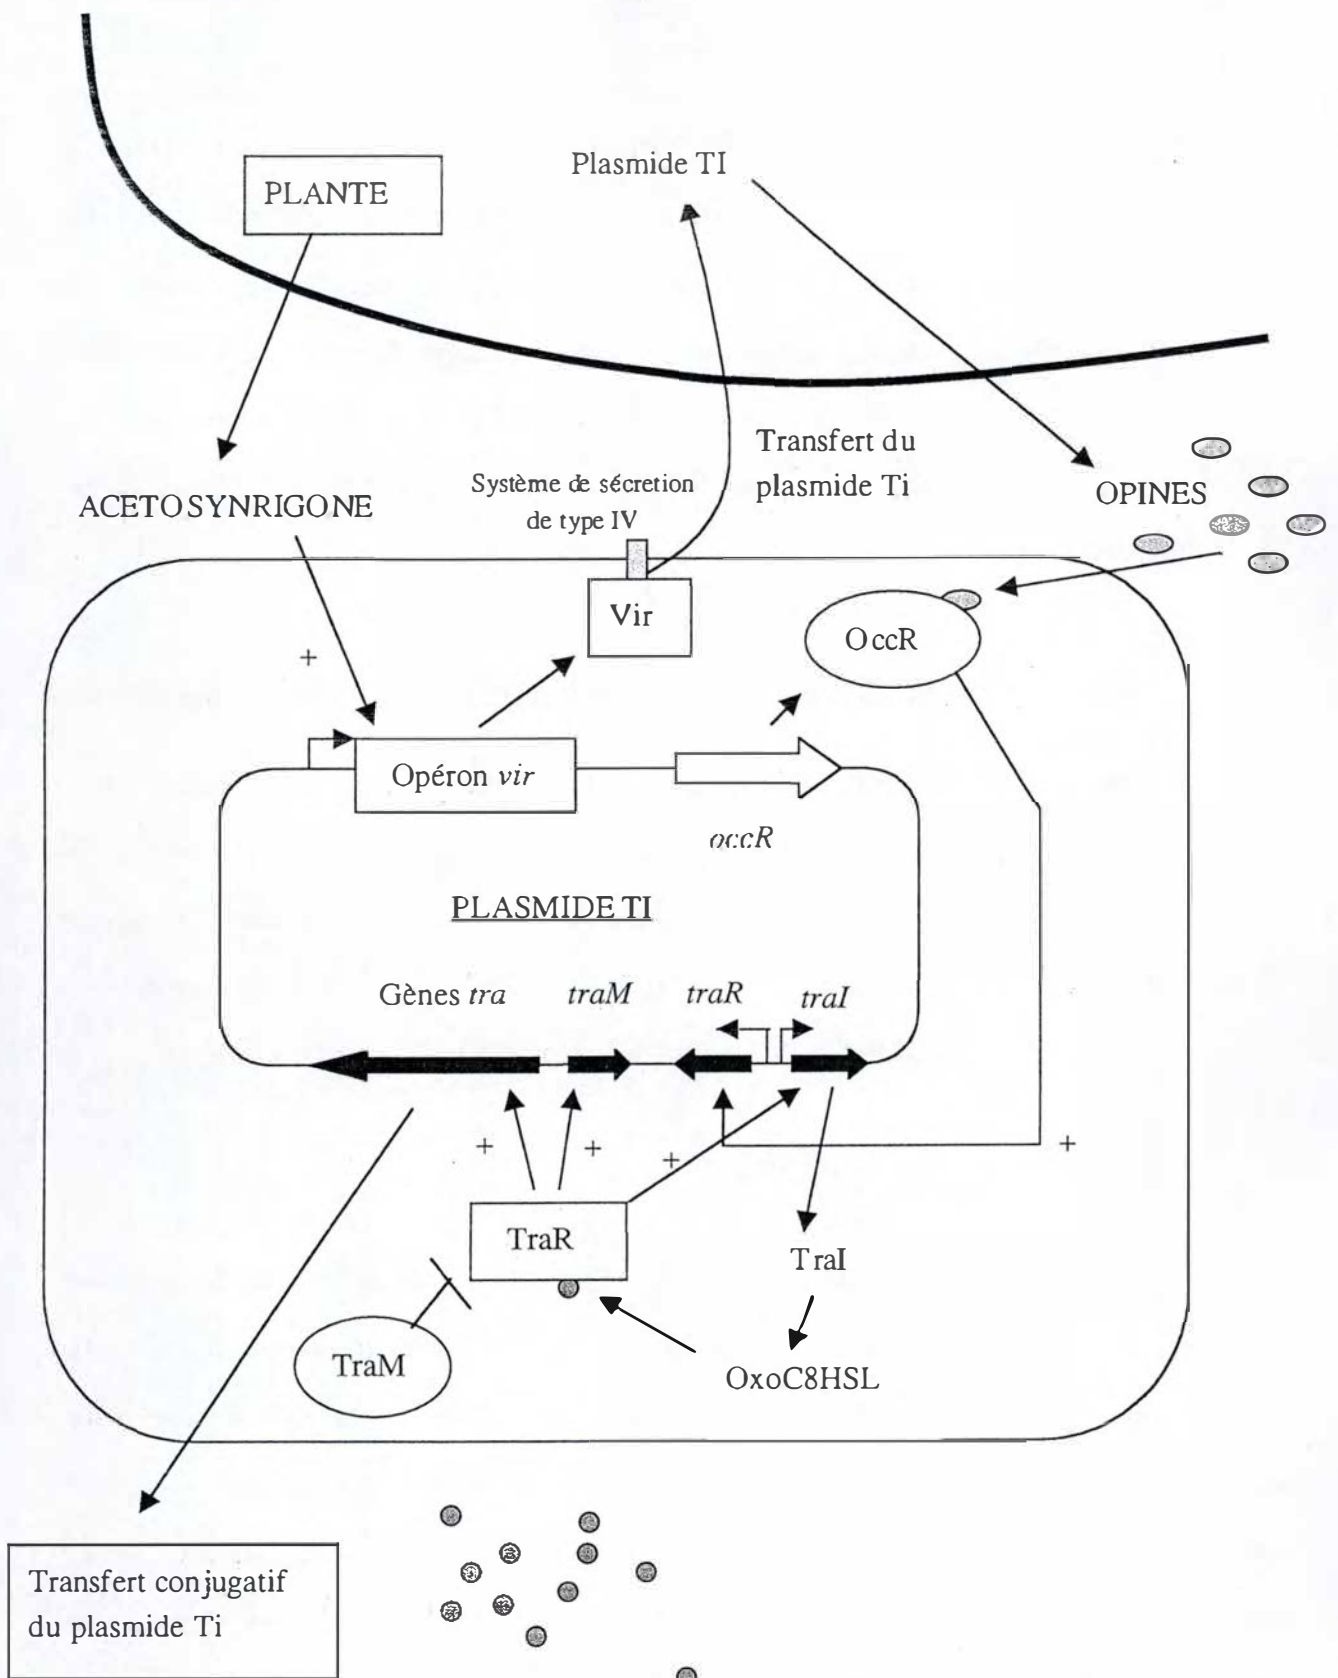 PLANTE
Plasmide TI
Transfert du
plasmide Ti
Système de sécretion
de type IV
ACETOSYNRIGONE
OPINES
Vir
OccR
+
Opéron vir
occR
PLASMIDE TI
Gènes tra
traM
traR
traI
+
+
+
+
TraR
TraI
TraM
OxoC8HSL
Transfert conjugatif
du plasmide Ti